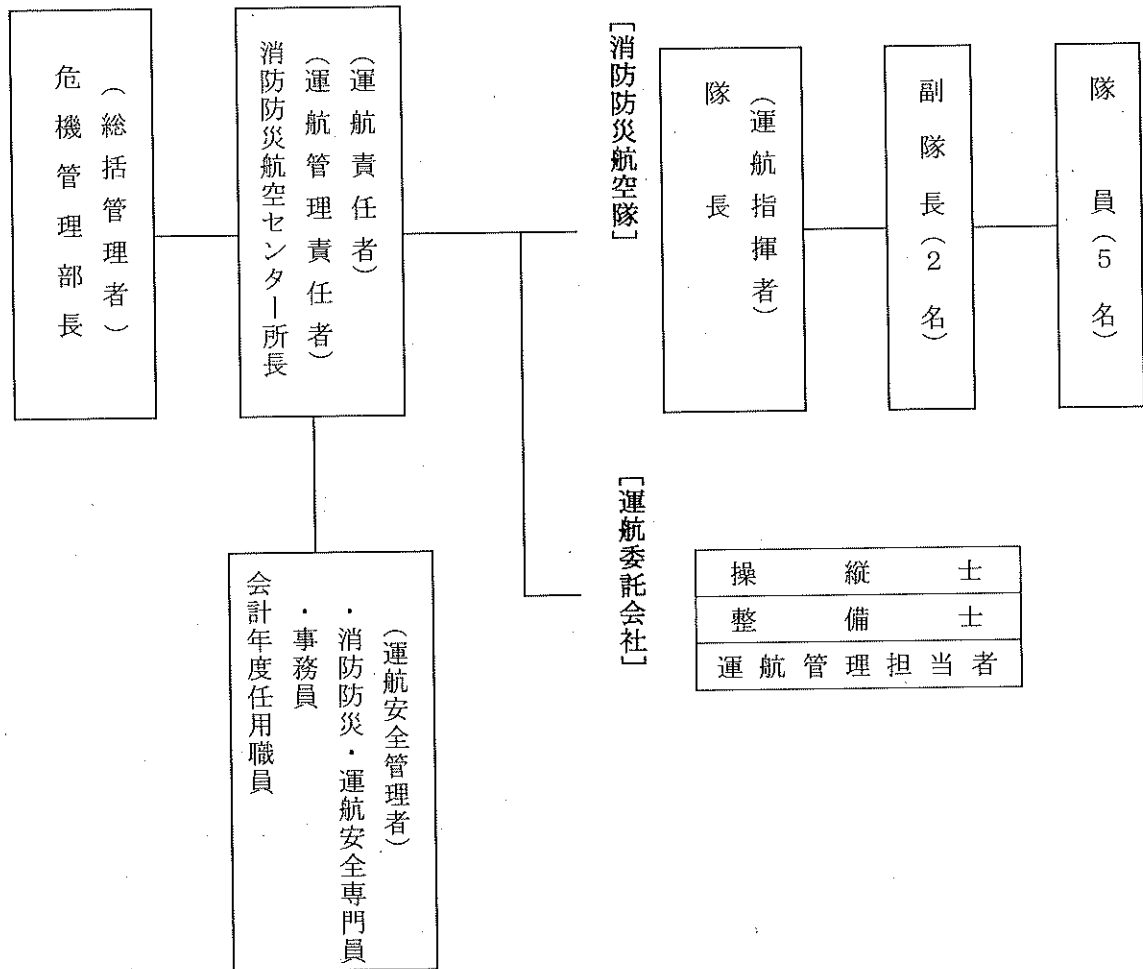 危機管理部長
（総括管理者）
消防防災航空センター所長
（運航管理責任者）
（運航責任者）
会計年度任用職員
・事務員
・消防防災・運航安全専門員
（運航安全管理者）
［消防防災航空隊］
隊長
（運航指揮者）
副隊長（2名）
隊員（5名）
［運航委託会社］
操縦士
整備士
運航管理担当者